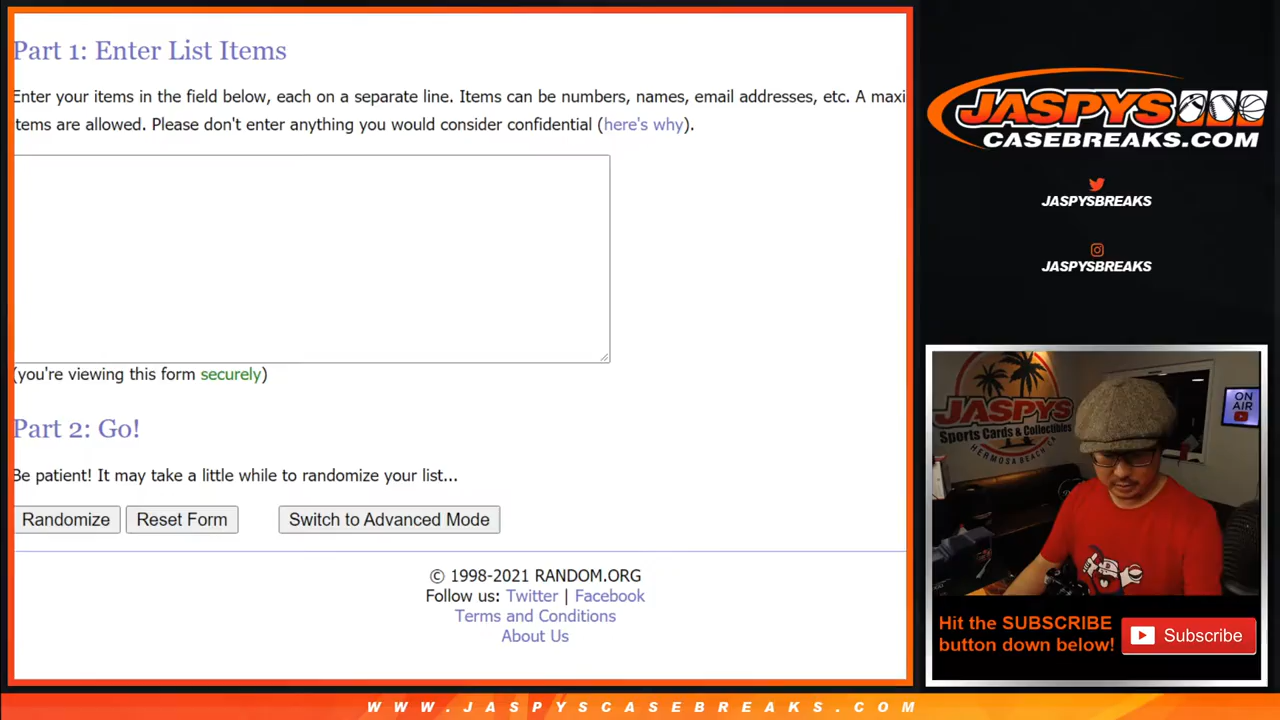 Part 1: Enter List Items
Enter your items in the field below, each on a separate line. Items can be numbers, names, email addresses, etc. A maxi
tems are allowed. Please don't enter anything you would consider confidential (here's why).
(you're viewing this form securely)
Part 2: Go!
Be patient! It may take a little while to randomize your list...
Randomize
Reset Form
Switch to Advanced Mode
© 1998-2021 RANDOM.ORG
Follow us: Twitter | Facebook
Terms and Conditions
About Us
JASPYS
CASEBREAKS.COM
JASPYSBREAKS
JASPYSBREAKS
JASPYS
Sports Cards & Collectibles
HERMOSA BEACH, CA
ON
AIR
Hit the SUBSCRIBE
button down below!
Subscribe
WWW.JASPYSCASEBREAKS.COM